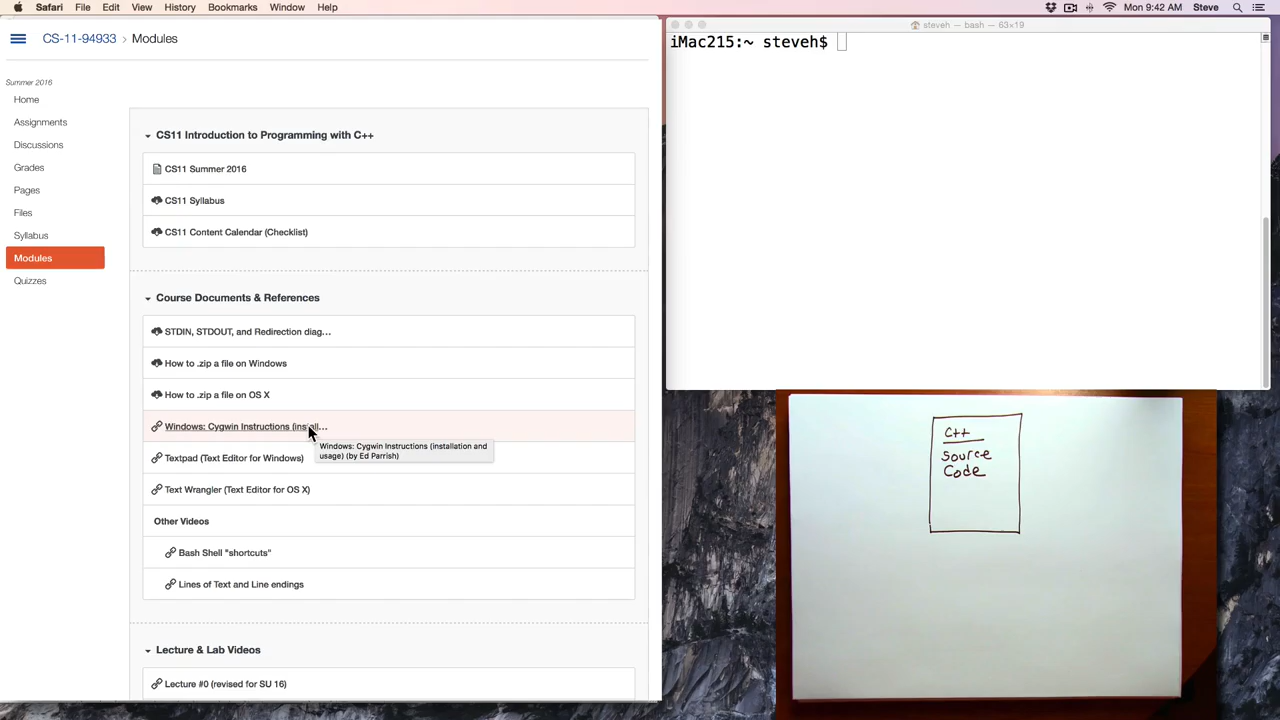 Safari File Edit View History Bookmarks Window Help Mon 9:42 AM Steve
CS-11-94933 › Modules
Summer 2016
Home
Assignments
Discussions
Grades
Pages
Files
Syllabus
Modules
Quizzes
CS11 Introduction to Programming with C++
CS11 Summer 2016
CS11 Syllabus
CS11 Content Calendar (Checklist)
Course Documents & References
STDIN, STDOUT, and Redirection diag...
How to .zip a file on Windows
How to .zip a file on OS X
Windows: Cygwin Instructions (install...
Windows: Cygwin Instructions (installation and
usage) (by Ed Parrish)
Textpad (Text Editor for Windows)
Text Wrangler (Text Editor for OS X)
Other Videos
Bash Shell "shortcuts"
Lines of Text and Line endings
Lecture & Lab Videos
Lecture #0 (revised for SU 16)
steveh — bash — 63×19
iMac215:~ steveh$
C++
Source
Code